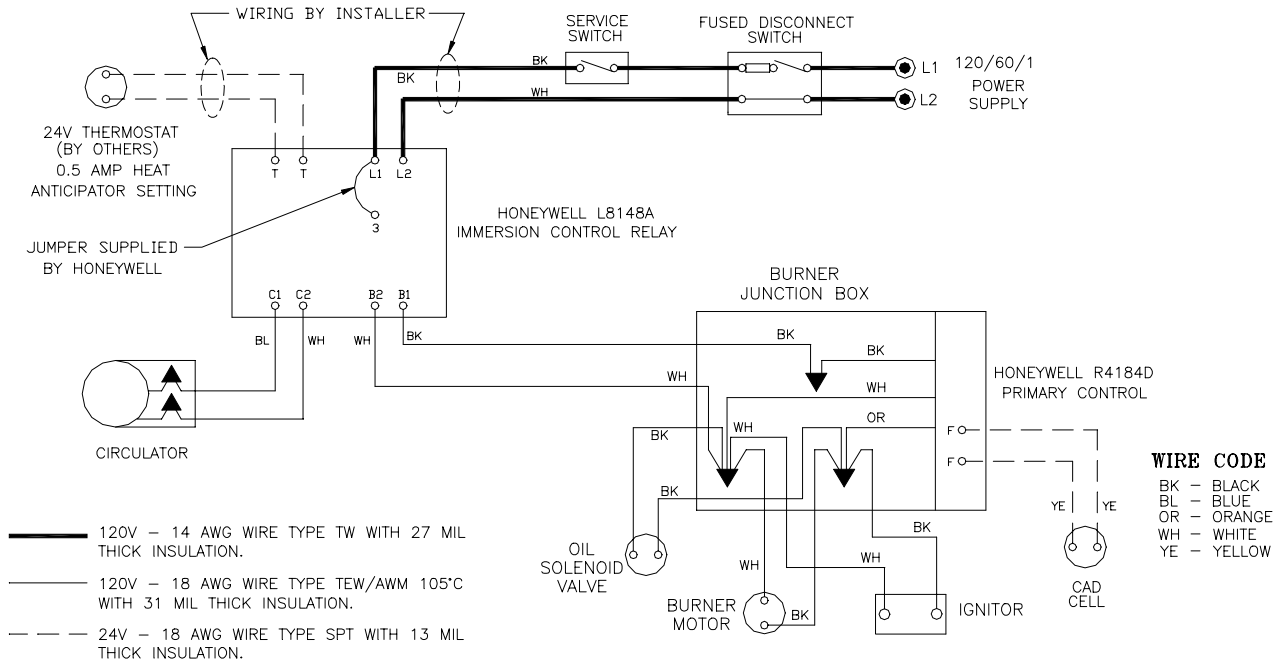 WIRING BY INSTALLER
SERVICE
SWITCH
FUSED DISCONNECT
SWITCH
BK
BK
WH
L1
L2
120/60/1
POWER
SUPPLY
24V THERMOSTAT
(BY OTHERS)
0.5 AMP HEAT
ANTICIPATOR SETTING
T
T
L1
L2
3
HONEYWELL L8148A
IMMERSION CONTROL RELAY
JUMPER SUPPLIED
BY HONEYWELL
C1
C2
B2
B1
BL
WH
WH
BK
CIRCULATOR
BURNER
JUNCTION BOX
BK
BK
WH
WH
OR
BK
WH
BK
F
F
HONEYWELL R4184D
PRIMARY CONTROL
YE
YE
CAD
CELL
OIL
SOLENOID
VALVE
WH
BURNER
MOTOR
BK
WH
BK
IGNITOR
WIRE CODE
BK - BLACK
BL - BLUE
OR - ORANGE
WH - WHITE
YE - YELLOW
120V - 14 AWG WIRE TYPE TW WITH 27 MIL
THICK INSULATION.
120V - 18 AWG WIRE TYPE TEW/AWM 105°C
WITH 31 MIL THICK INSULATION.
24V - 18 AWG WIRE TYPE SPT WITH 13 MIL
THICK INSULATION.